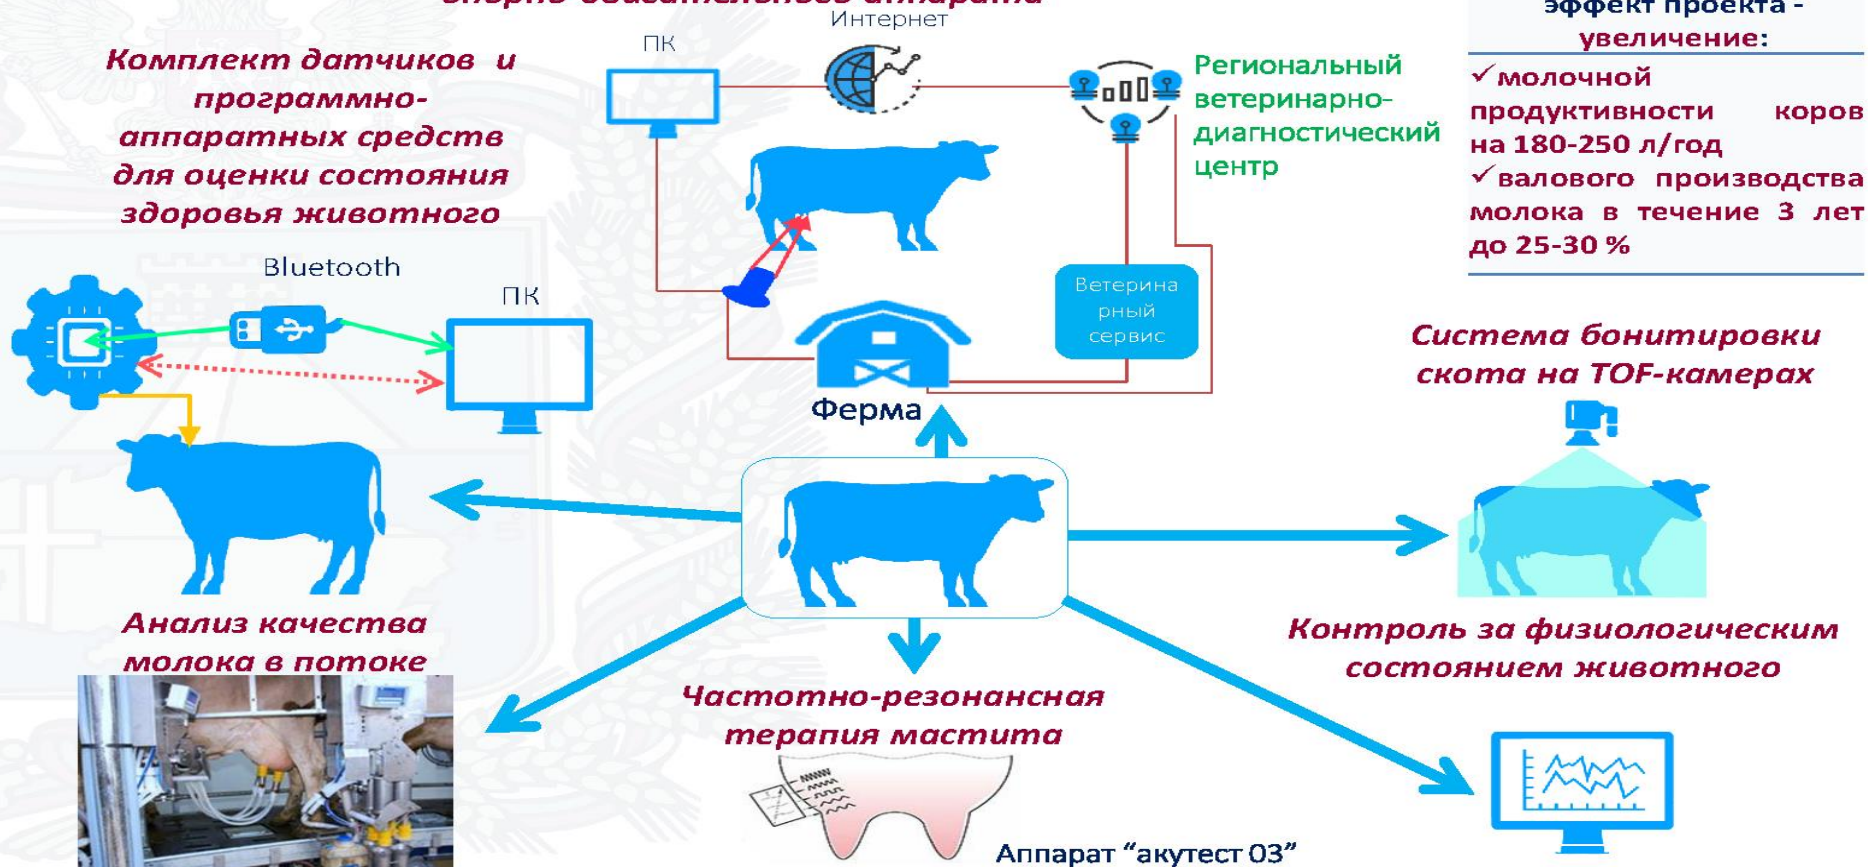 опорно-двигательного аппарата
Комплект датчиков и
программно-
аппаратных средств
для оценки состояния
здоровья животного
ПК
Интернет
Региональный
ветеринарно-
диагностический
центр
эффект проекта -
увеличение:
✓молочной
продуктивности коров
на 180-250 л/год
✓валового производства
молока в течение 3 лет
до 25-30 %
Bluetooth
ПК
Ветерина
рный
сервис
Ферма
Система бонитировки
скота на TOF-камерах
Анализ качества
молока в потоке
Частотно-резонансная
терапия мастита
Аппарат “акутест 03”
Контроль за физиологическим
состоянием животного